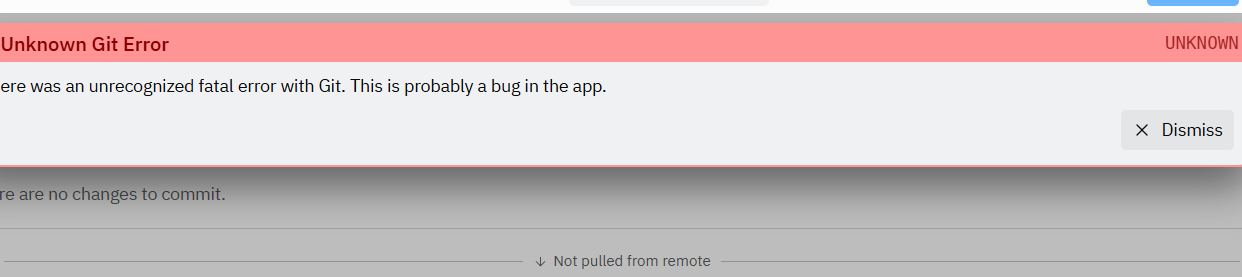 Unknown Git Error
UNKNOWN
ere was an unrecognized fatal error with Git. This is probably a bug in the app.
Dismiss
re are no changes to commit.
Not pulled from remote